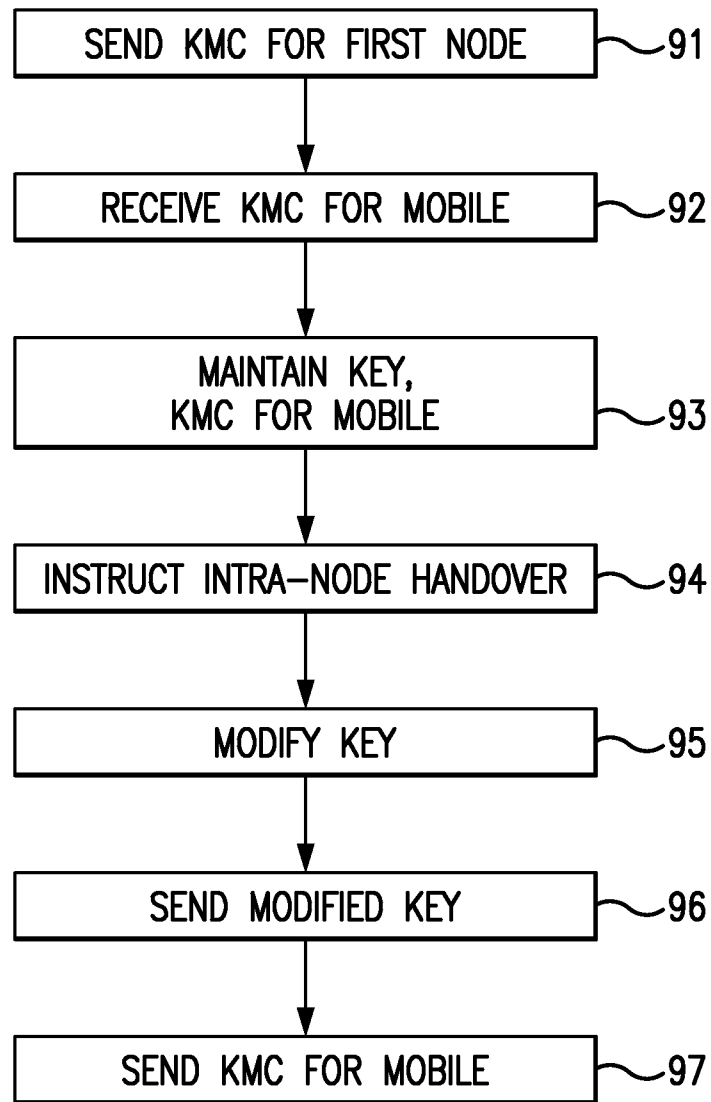 SEND KMC FOR FIRST NODE 91
RECEIVE KMC FOR MOBILE 92
MAINTAIN KEY,
KMC FOR MOBILE 93
INSTRUCT INTRA-NODE HANDOVER 94
MODIFY KEY 95
SEND MODIFIED KEY 96
SEND KMC FOR MOBILE 97